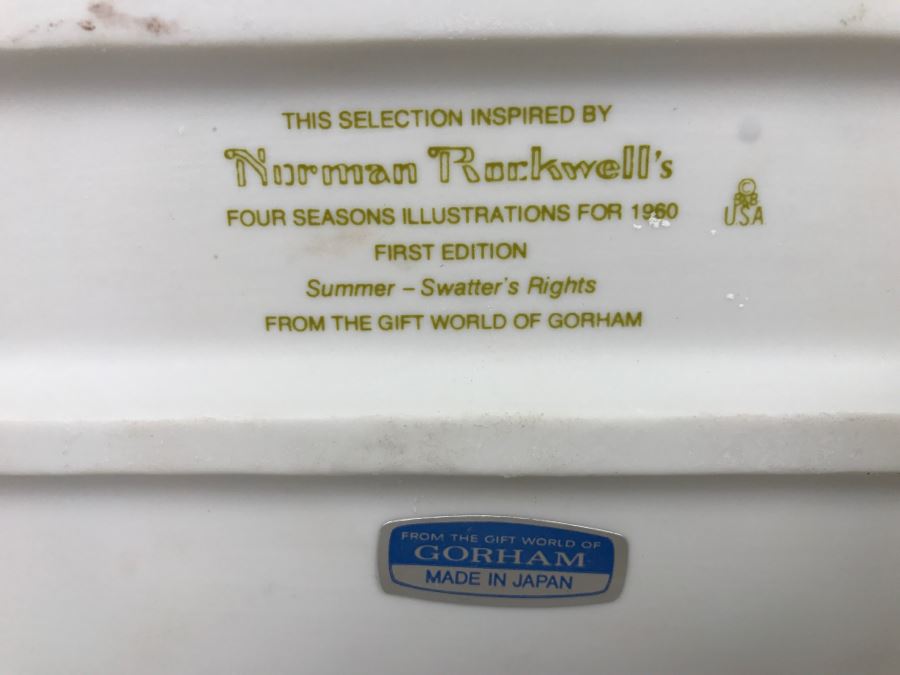 THIS SELECTION INSPIRED BY
Norman Rockwell's
FOUR SEASONS ILLUSTRATIONS FOR 1960
FIRST EDITION
Summer – Swatter's Rights
FROM THE GIFT WORLD OF GORHAM
© B&B
USA
FROM THE GIFT WORLD OF
GORHAM
MADE IN JAPAN